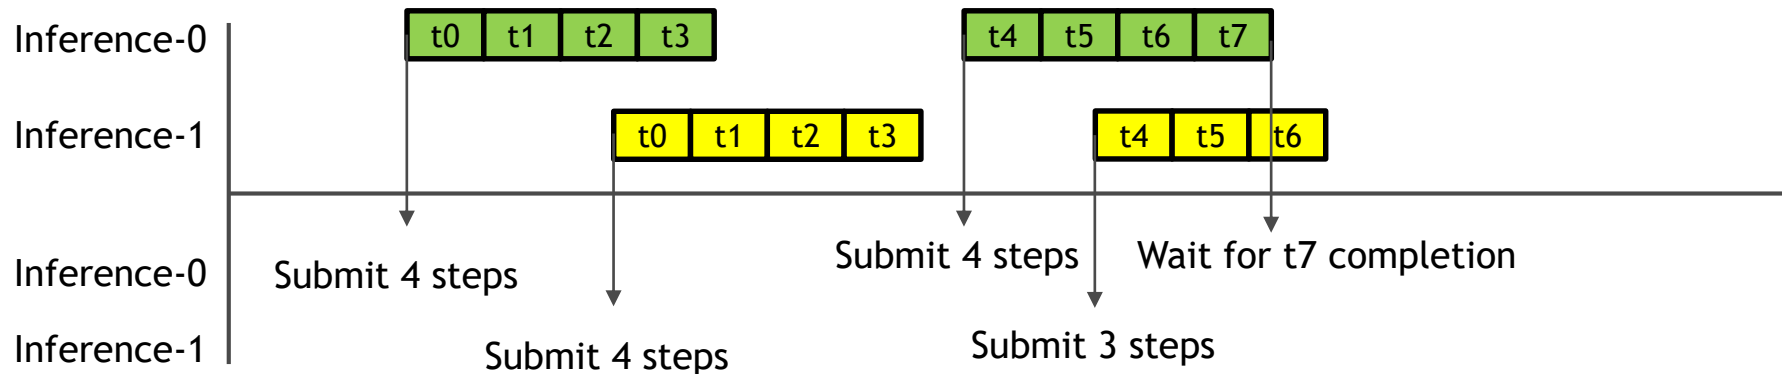 Inference-0 t0 t1 t2 t3 t4 t5 t6 t7
Inference-1 t0 t1 t2 t3 t4 t5 t6
Inference-0 Submit 4 steps Submit 4 steps Wait for t7 completion
Inference-1 Submit 4 steps Submit 3 steps